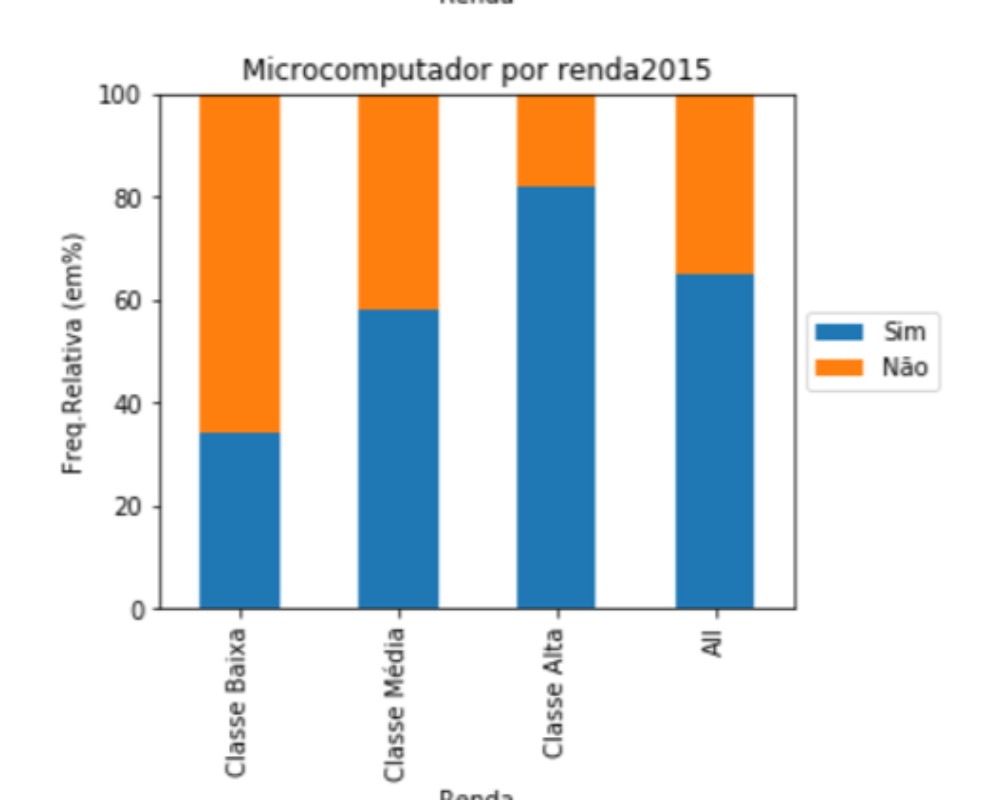 Renda
Microcomputador por renda2015
100
80
60
40
20
0
Freq.Relativa (em%)
Sim
Não
Classe Baixa
Classe Média
Classe Alta
All
Renda